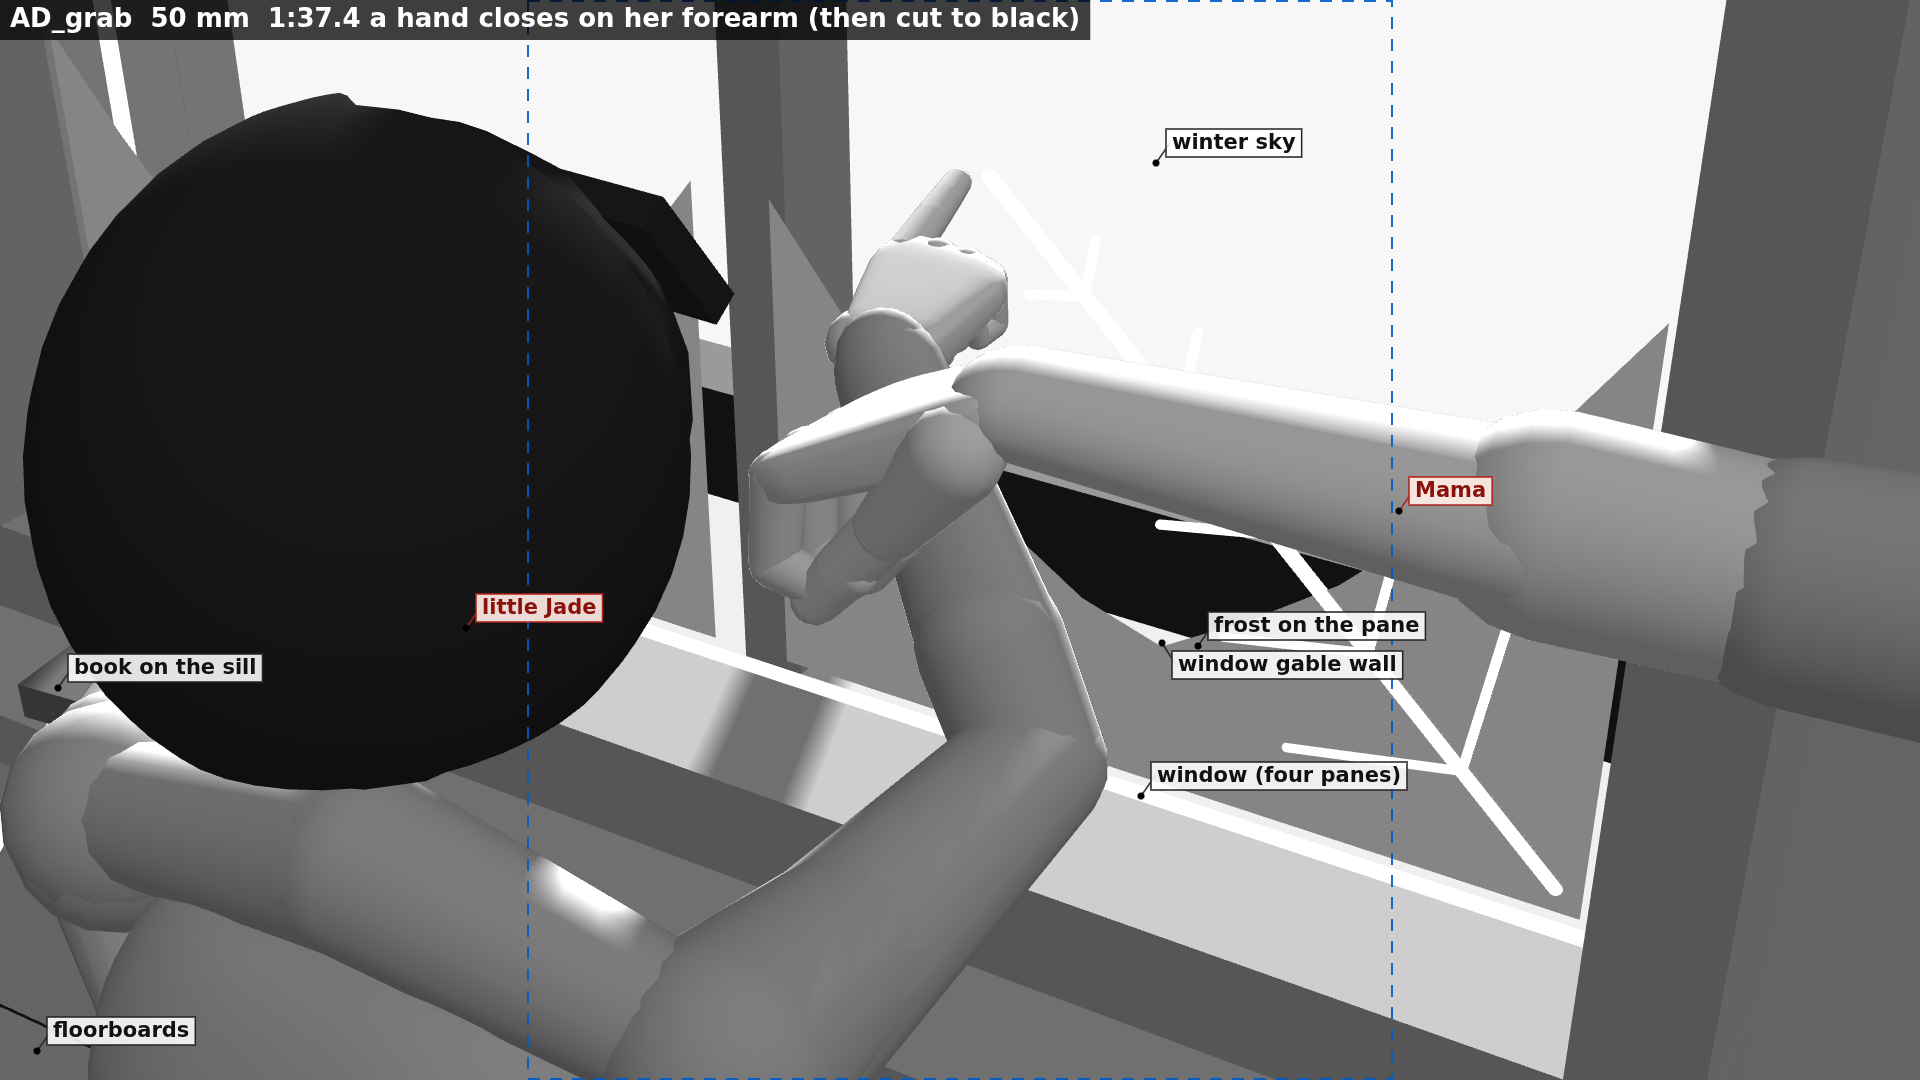 AD_grab  50 mm  1:37.4 a hand closes on her forearm (then cut to black)
winter sky
Mama
little Jade
frost on the pane
book on the sill
window gable wall
window (four panes)
floorboards